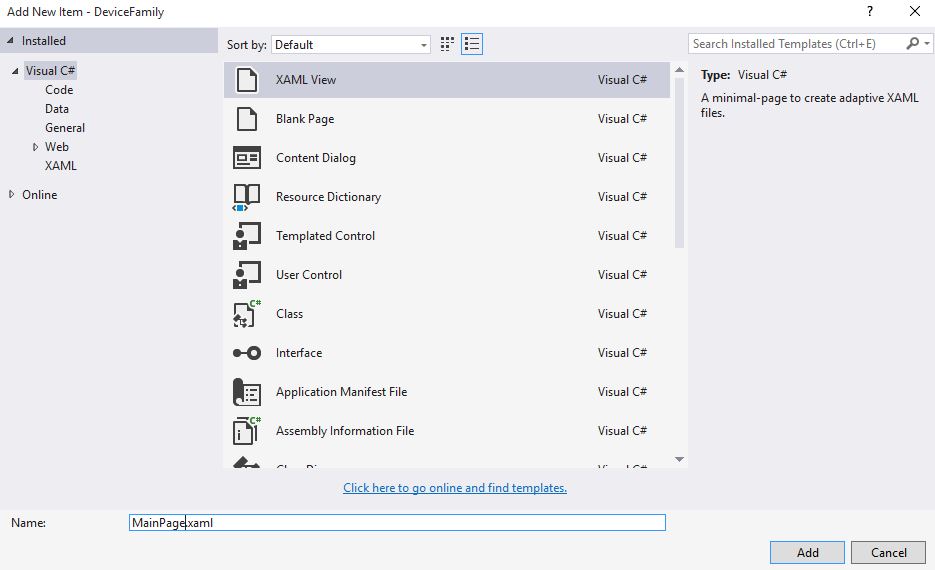 Add New Item - DeviceFamily
?
Installed
Sort by: Default
Search Installed Templates (Ctrl+E)
Visual C#
Code
Data
General
Web
XAML
Online
XAML View Visual C#
Blank Page Visual C#
Content Dialog Visual C#
Resource Dictionary Visual C#
Templated Control Visual C#
User Control Visual C#
C#
Class Visual C#
Interface Visual C#
Application Manifest File Visual C#
C#
Assembly Information File Visual C#
Type: Visual C#
A minimal-page to create adaptive XAML
files.
Click here to go online and find templates.
Name: MainPage.xaml
Add Cancel